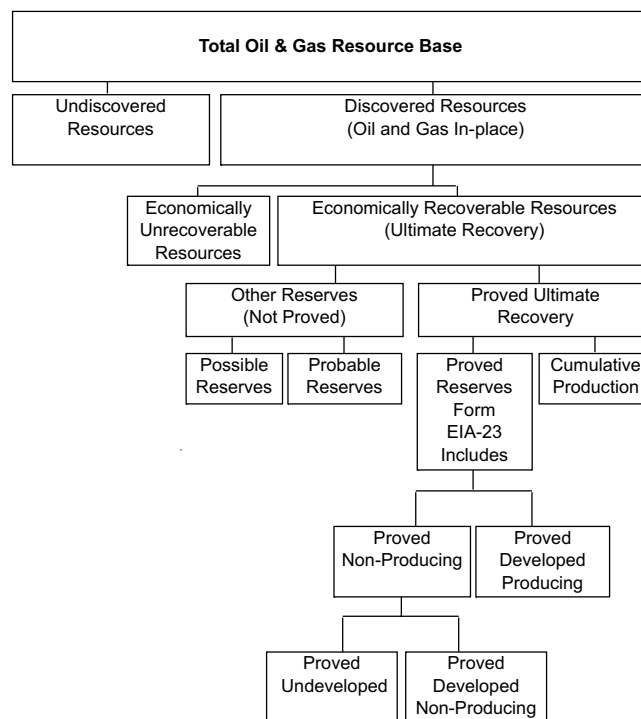 Total Oil & Gas Resource Base
Undiscovered
Resources
Discovered Resources
(Oil and Gas In-place)
Economically
Unrecoverable
Resources
Economically Recoverable Resources
(Ultimate Recovery)
Other Reserves
(Not Proved)
Proved Ultimate
Recovery
Possible
Reserves
Probable
Reserves
Proved
Reserves
Form
EIA-23
Includes
Cumulative
Production
Proved
Non-Producing
Proved
Developed
Producing
Proved
Undeveloped
Proved
Developed
Non-Producing